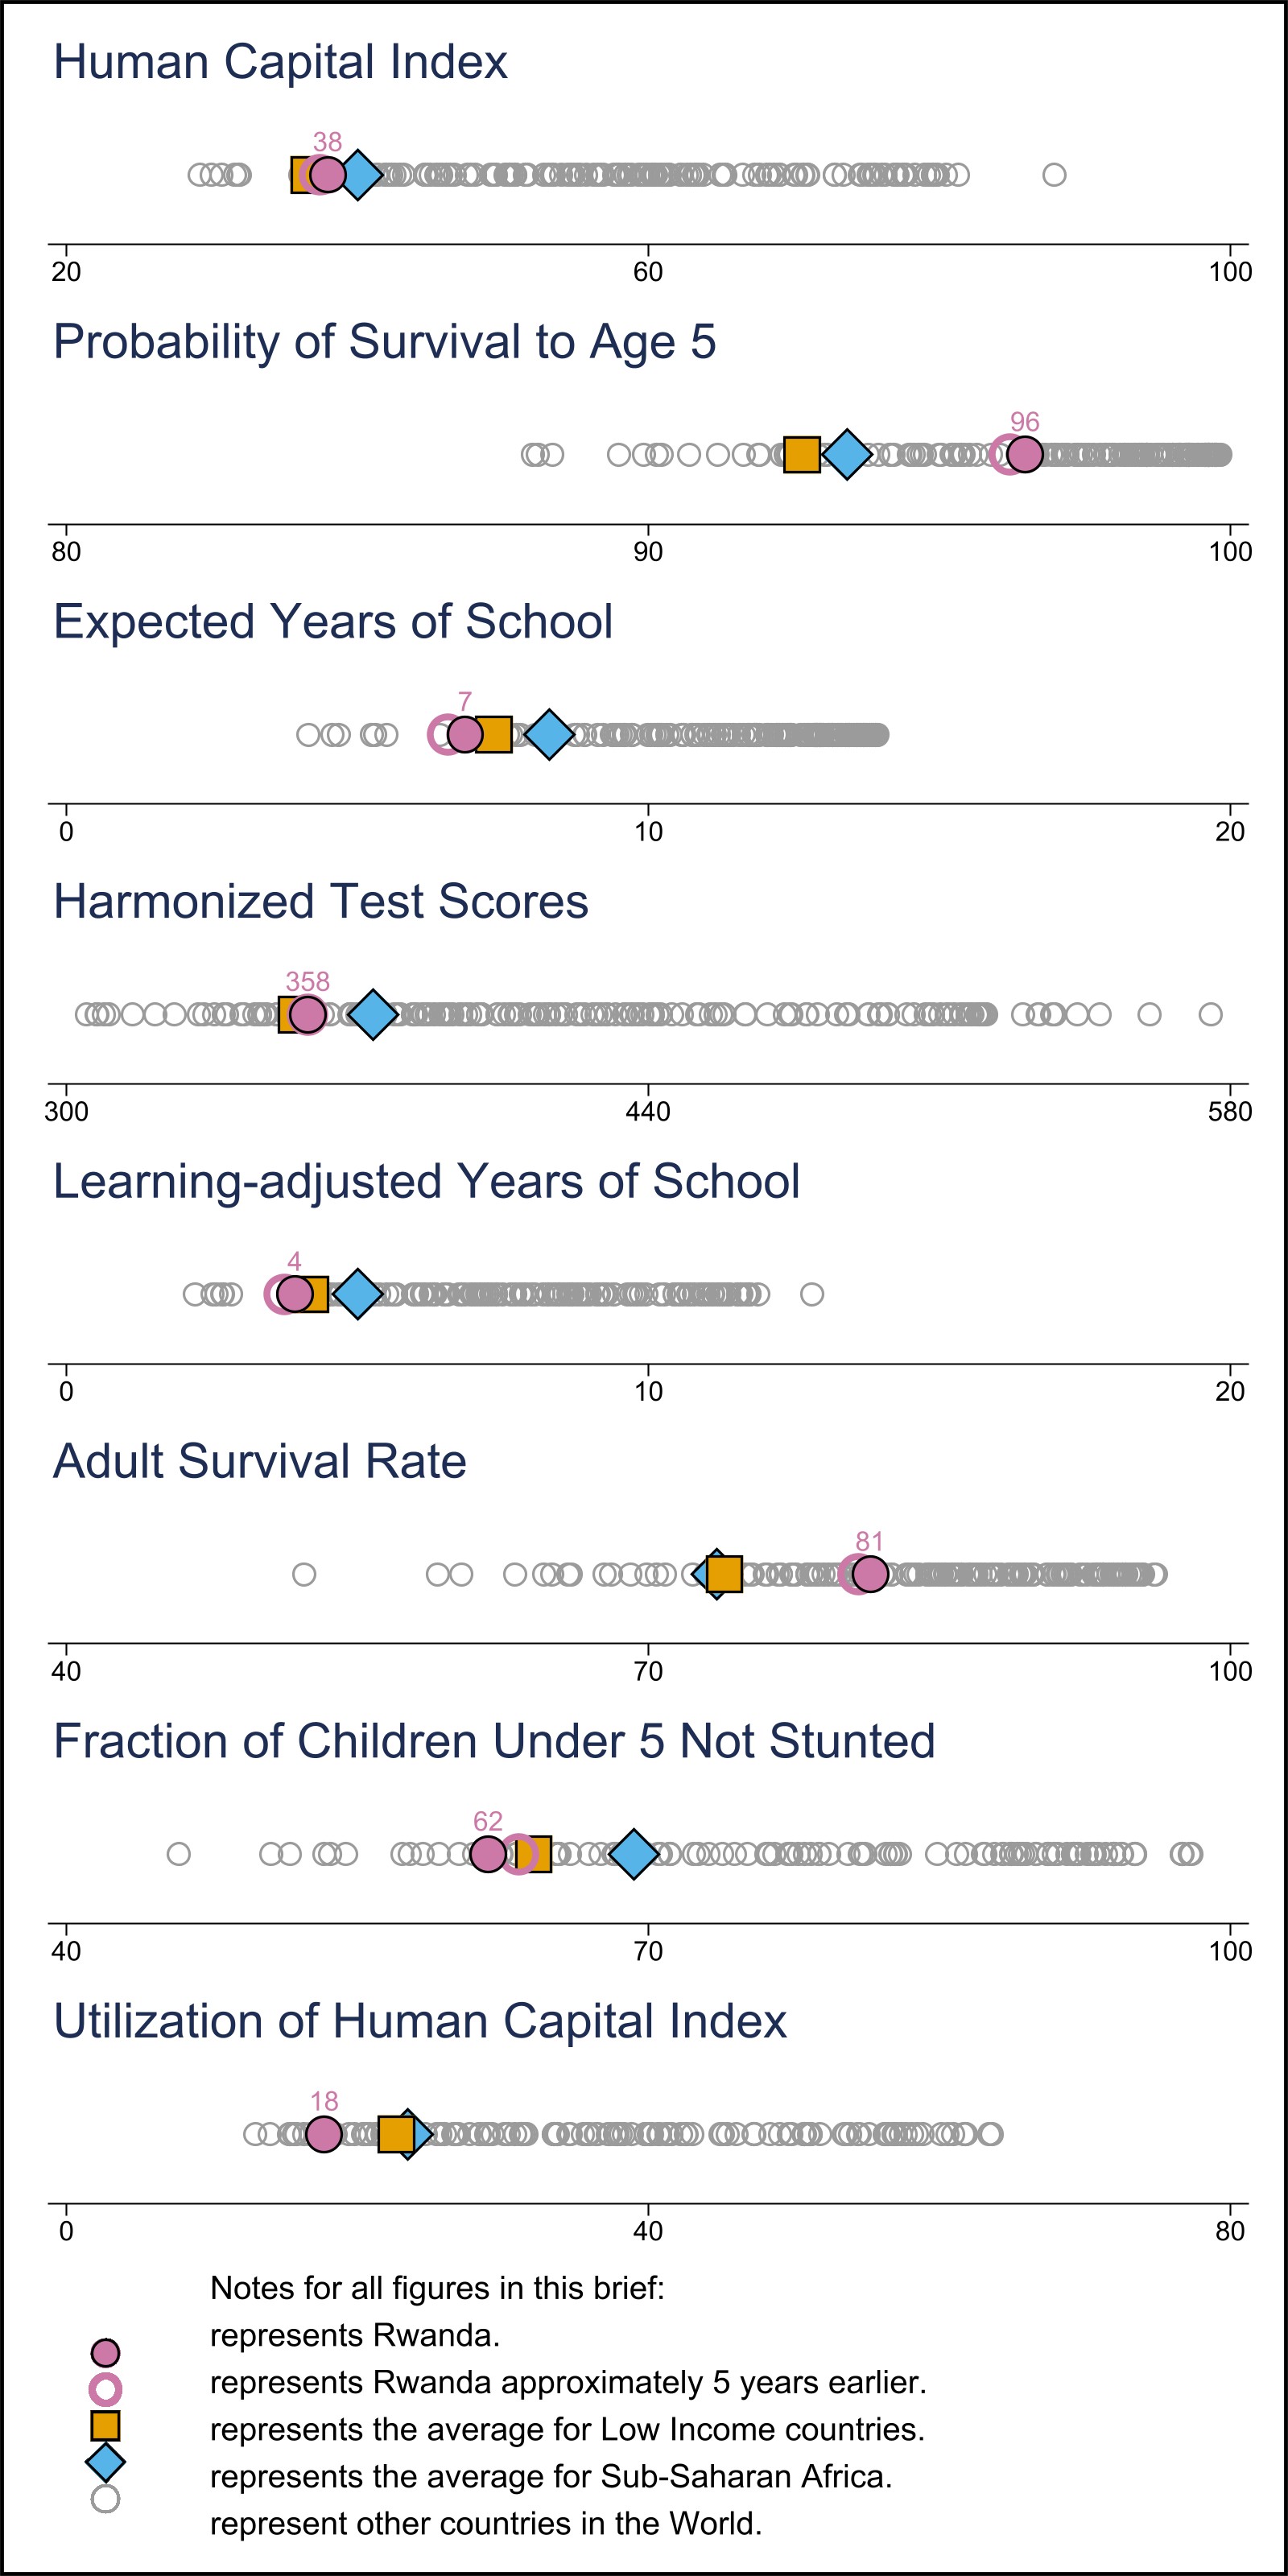 Human Capital Index
38
20 60 100
Probability of Survival to Age 5
96
80 90 100
Expected Years of School
7
0 10 20
Harmonized Test Scores
358
300 440 580
Learning-adjusted Years of School
4
0 10 20
Adult Survival Rate
81
40 70 100
Fraction of Children Under 5 Not Stunted
62
40 70 100
Utilization of Human Capital Index
18
0 40 80
Notes for all figures in this brief:
represents Rwanda.
represents Rwanda approximately 5 years earlier.
represents the average for Low Income countries.
represents the average for Sub-Saharan Africa.
represent other countries in the World.